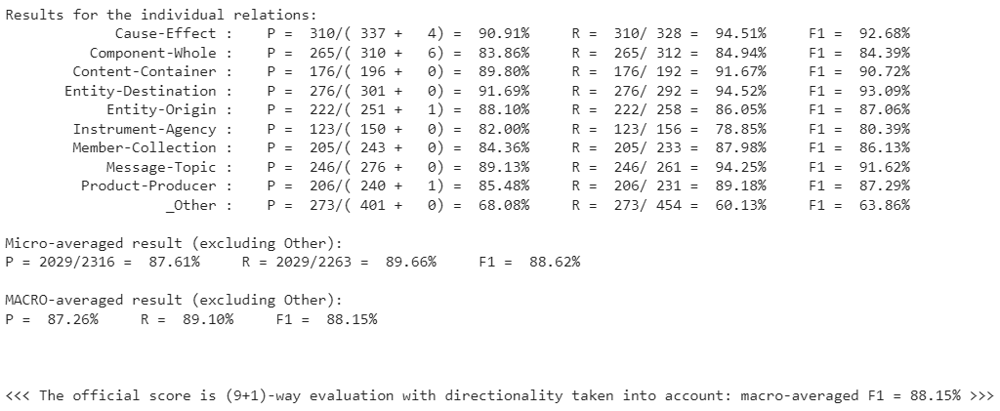 Results for the individual relations:
             Cause-Effect :    P =  310/( 337 +   4) =  90.91%     R =  310/ 328 =  94.51%     F1 =  92.68%
          Component-Whole :    P =  265/( 310 +   6) =  83.86%     R =  265/ 312 =  84.94%     F1 =  84.39%
        Content-Container :    P =  176/( 196 +   0) =  89.80%     R =  176/ 192 =  91.67%     F1 =  90.72%
       Entity-Destination :    P =  276/( 301 +   0) =  91.69%     R =  276/ 292 =  94.52%     F1 =  93.09%
            Entity-Origin :    P =  222/( 251 +   1) =  88.10%     R =  222/ 258 =  86.05%     F1 =  87.06%
        Instrument-Agency :    P =  123/( 150 +   0) =  82.00%     R =  123/ 156 =  78.85%     F1 =  80.39%
        Member-Collection :    P =  205/( 243 +   0) =  84.36%     R =  205/ 233 =  87.98%     F1 =  86.13%
            Message-Topic :    P =  246/( 276 +   0) =  89.13%     R =  246/ 261 =  94.25%     F1 =  91.62%
         Product-Producer :    P =  206/( 240 +   1) =  85.48%     R =  206/ 231 =  89.18%     F1 =  87.29%
                   _Other :    P =  273/( 401 +   0) =  68.08%     R =  273/ 454 =  60.13%     F1 =  63.86%
Micro-averaged result (excluding Other):
P = 2029/2316 =  87.61%     R = 2029/2263 =  89.66%     F1 =  88.62%
MACRO-averaged result (excluding Other):
P =  87.26%     R =  89.10%     F1 =  88.15%
<<< The official score is (9+1)-way evaluation with directionality taken into account: macro-averaged F1 = 88.15% >>>